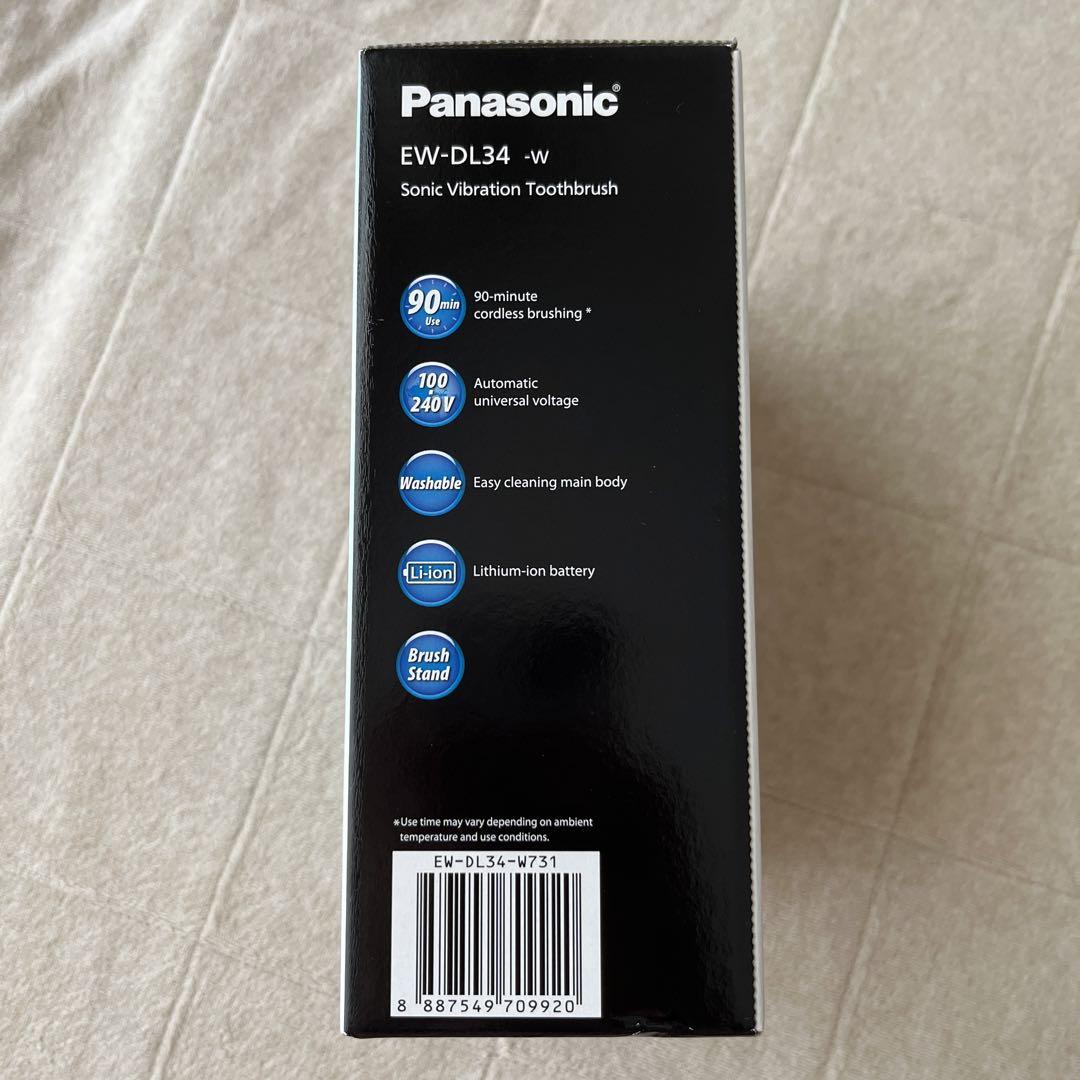 Panasonic®
EW-DL34 -W
Sonic Vibration Toothbrush
90min
Use
90-minute
cordless brushing *
100
-
240V
Automatic
universal voltage
Washable
Easy cleaning main body
Li-ion
Lithium-ion battery
Brush
Stand
*Use time may vary depending on ambient
temperature and use conditions.
EW-DL34-W731
8 887549 709920